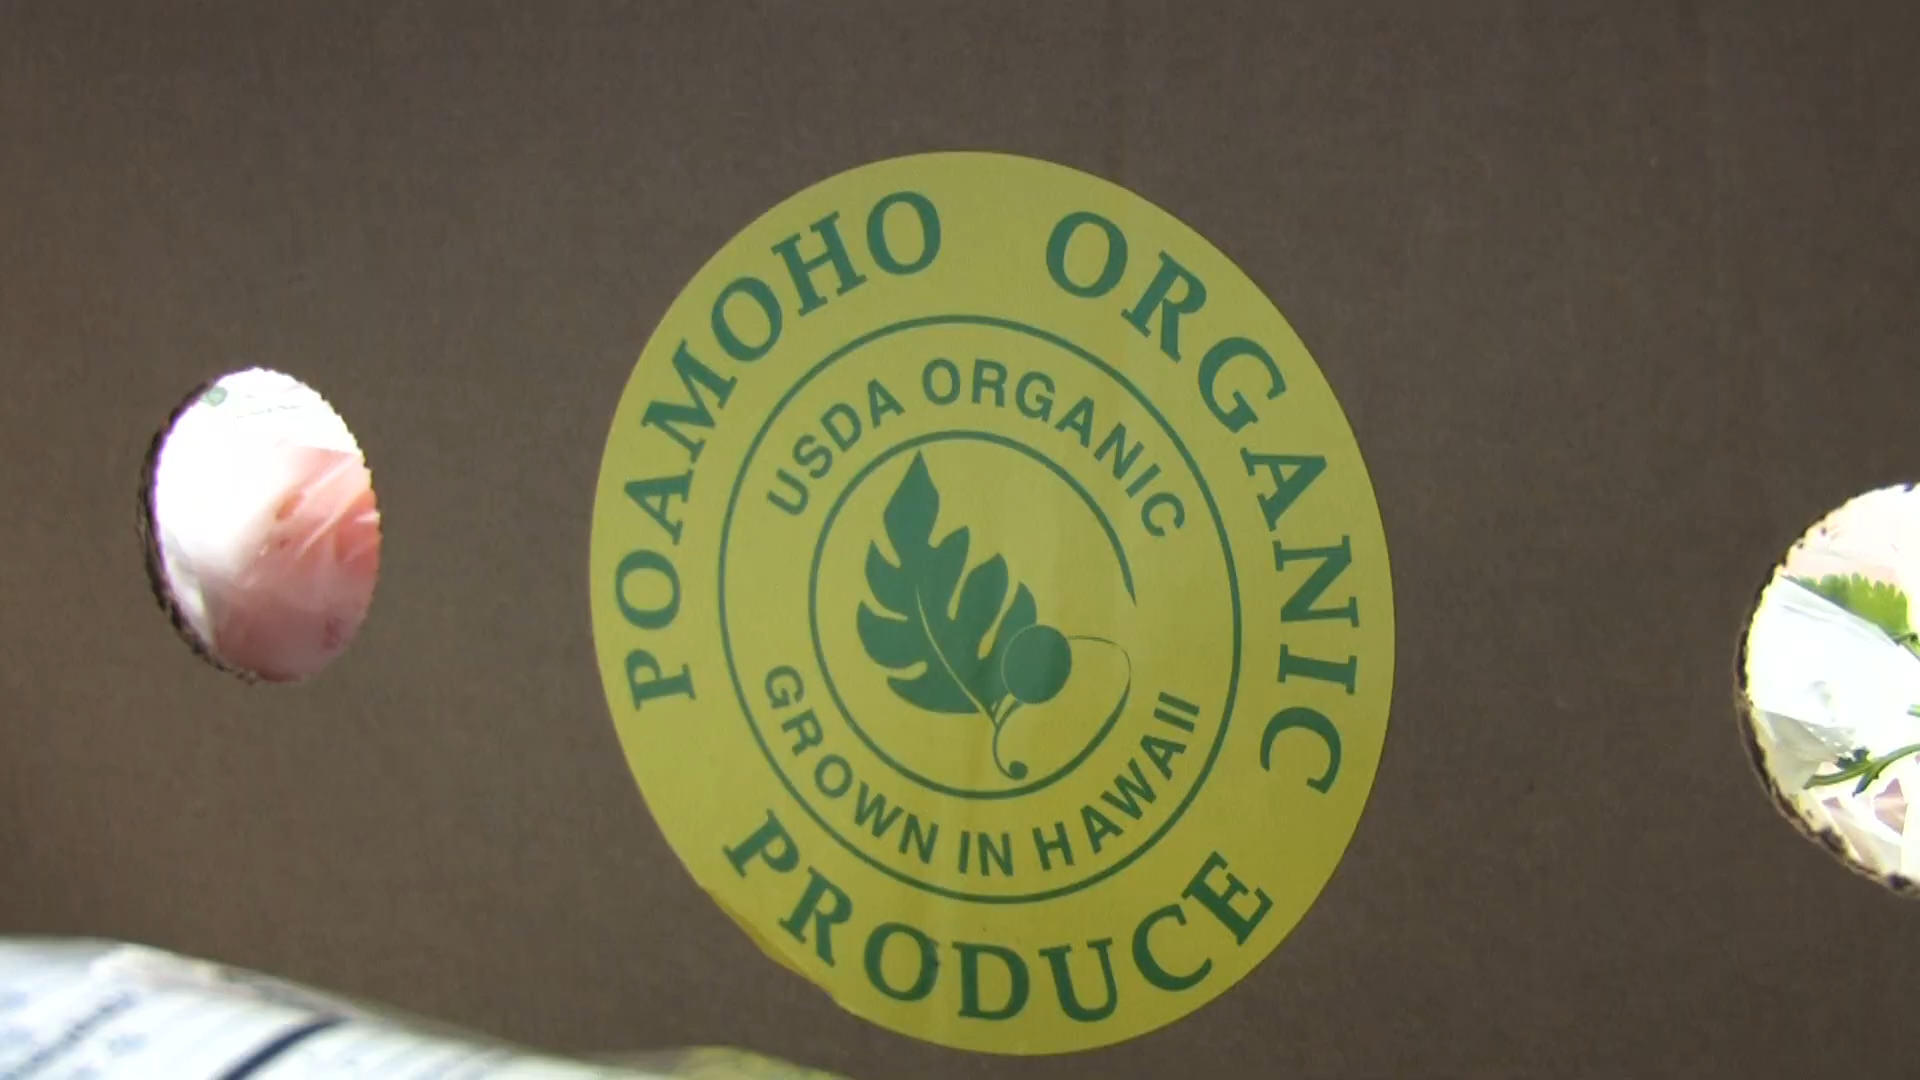 POAMOHO ORGANIC
PRODUCE
USDA ORGANIC
GROWN IN HAWAII